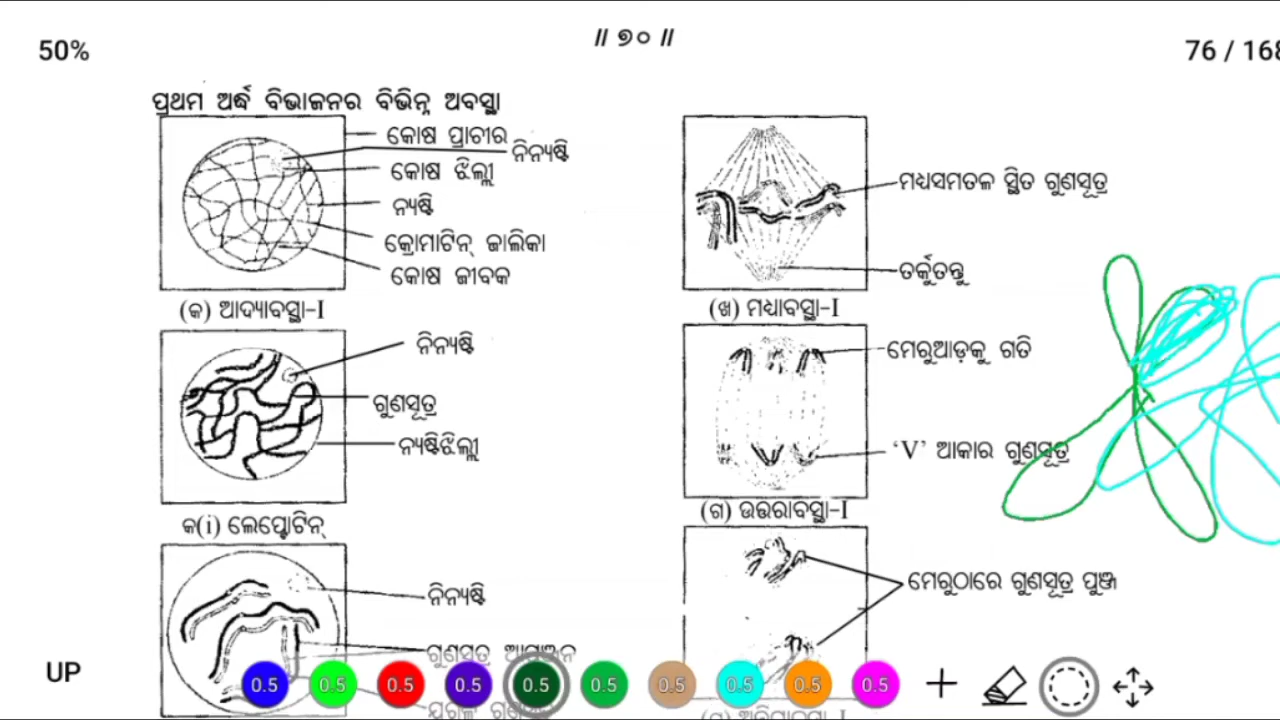 50%
॥ ୭୦ ॥
76 / 168
ପ୍ରଥମ ଅର୍ଦ୍ଧ ବିଭାଜନର ବିଭିନ୍ନ ଅବସ୍ଥା
କୋଷ ପ୍ରାଚୀର
ନିନ୍ୟଷ୍ଟି
କୋଷ ଝିଲ୍ଲୀ
ନ୍ୟଷ୍ଟି
କ୍ରୋମାଟିନ୍ ଜାଲିକା
କୋଷ ଜୀବକ
(କ) ଆଦ୍ୟାବସ୍ଥା-I
ନିନ୍ୟଷ୍ଟି
ଗୁଣସୂତ୍ର
ନ୍ୟଷ୍ଟିଝିଲ୍ଲୀ
କ(i) ଲେପ୍ଟୋଟିନ୍
ନିନ୍ୟଷ୍ଟି
ଗୁଣସୂତ୍ର
ମଧ୍ୟସମତଳ ସ୍ଥିତ ଗୁଣସୂତ୍ର
ତର୍କୁତନ୍ତୁ
(ଖ) ମଧ୍ୟାବସ୍ଥା-I
ମେରୁଆଡ଼କୁ ଗତି
‘V’ ଆକାର ଗୁଣସୂତ୍ର
(ଗ) ଉତ୍ତରାବସ୍ଥା-I
ମେରୁଠାରେ ଗୁଣସୂତ୍ର ପୁଞ୍ଜ
UP
0.5 0.5 0.5 0.5 0.5 0.5 0.5 0.5 0.5 0.5